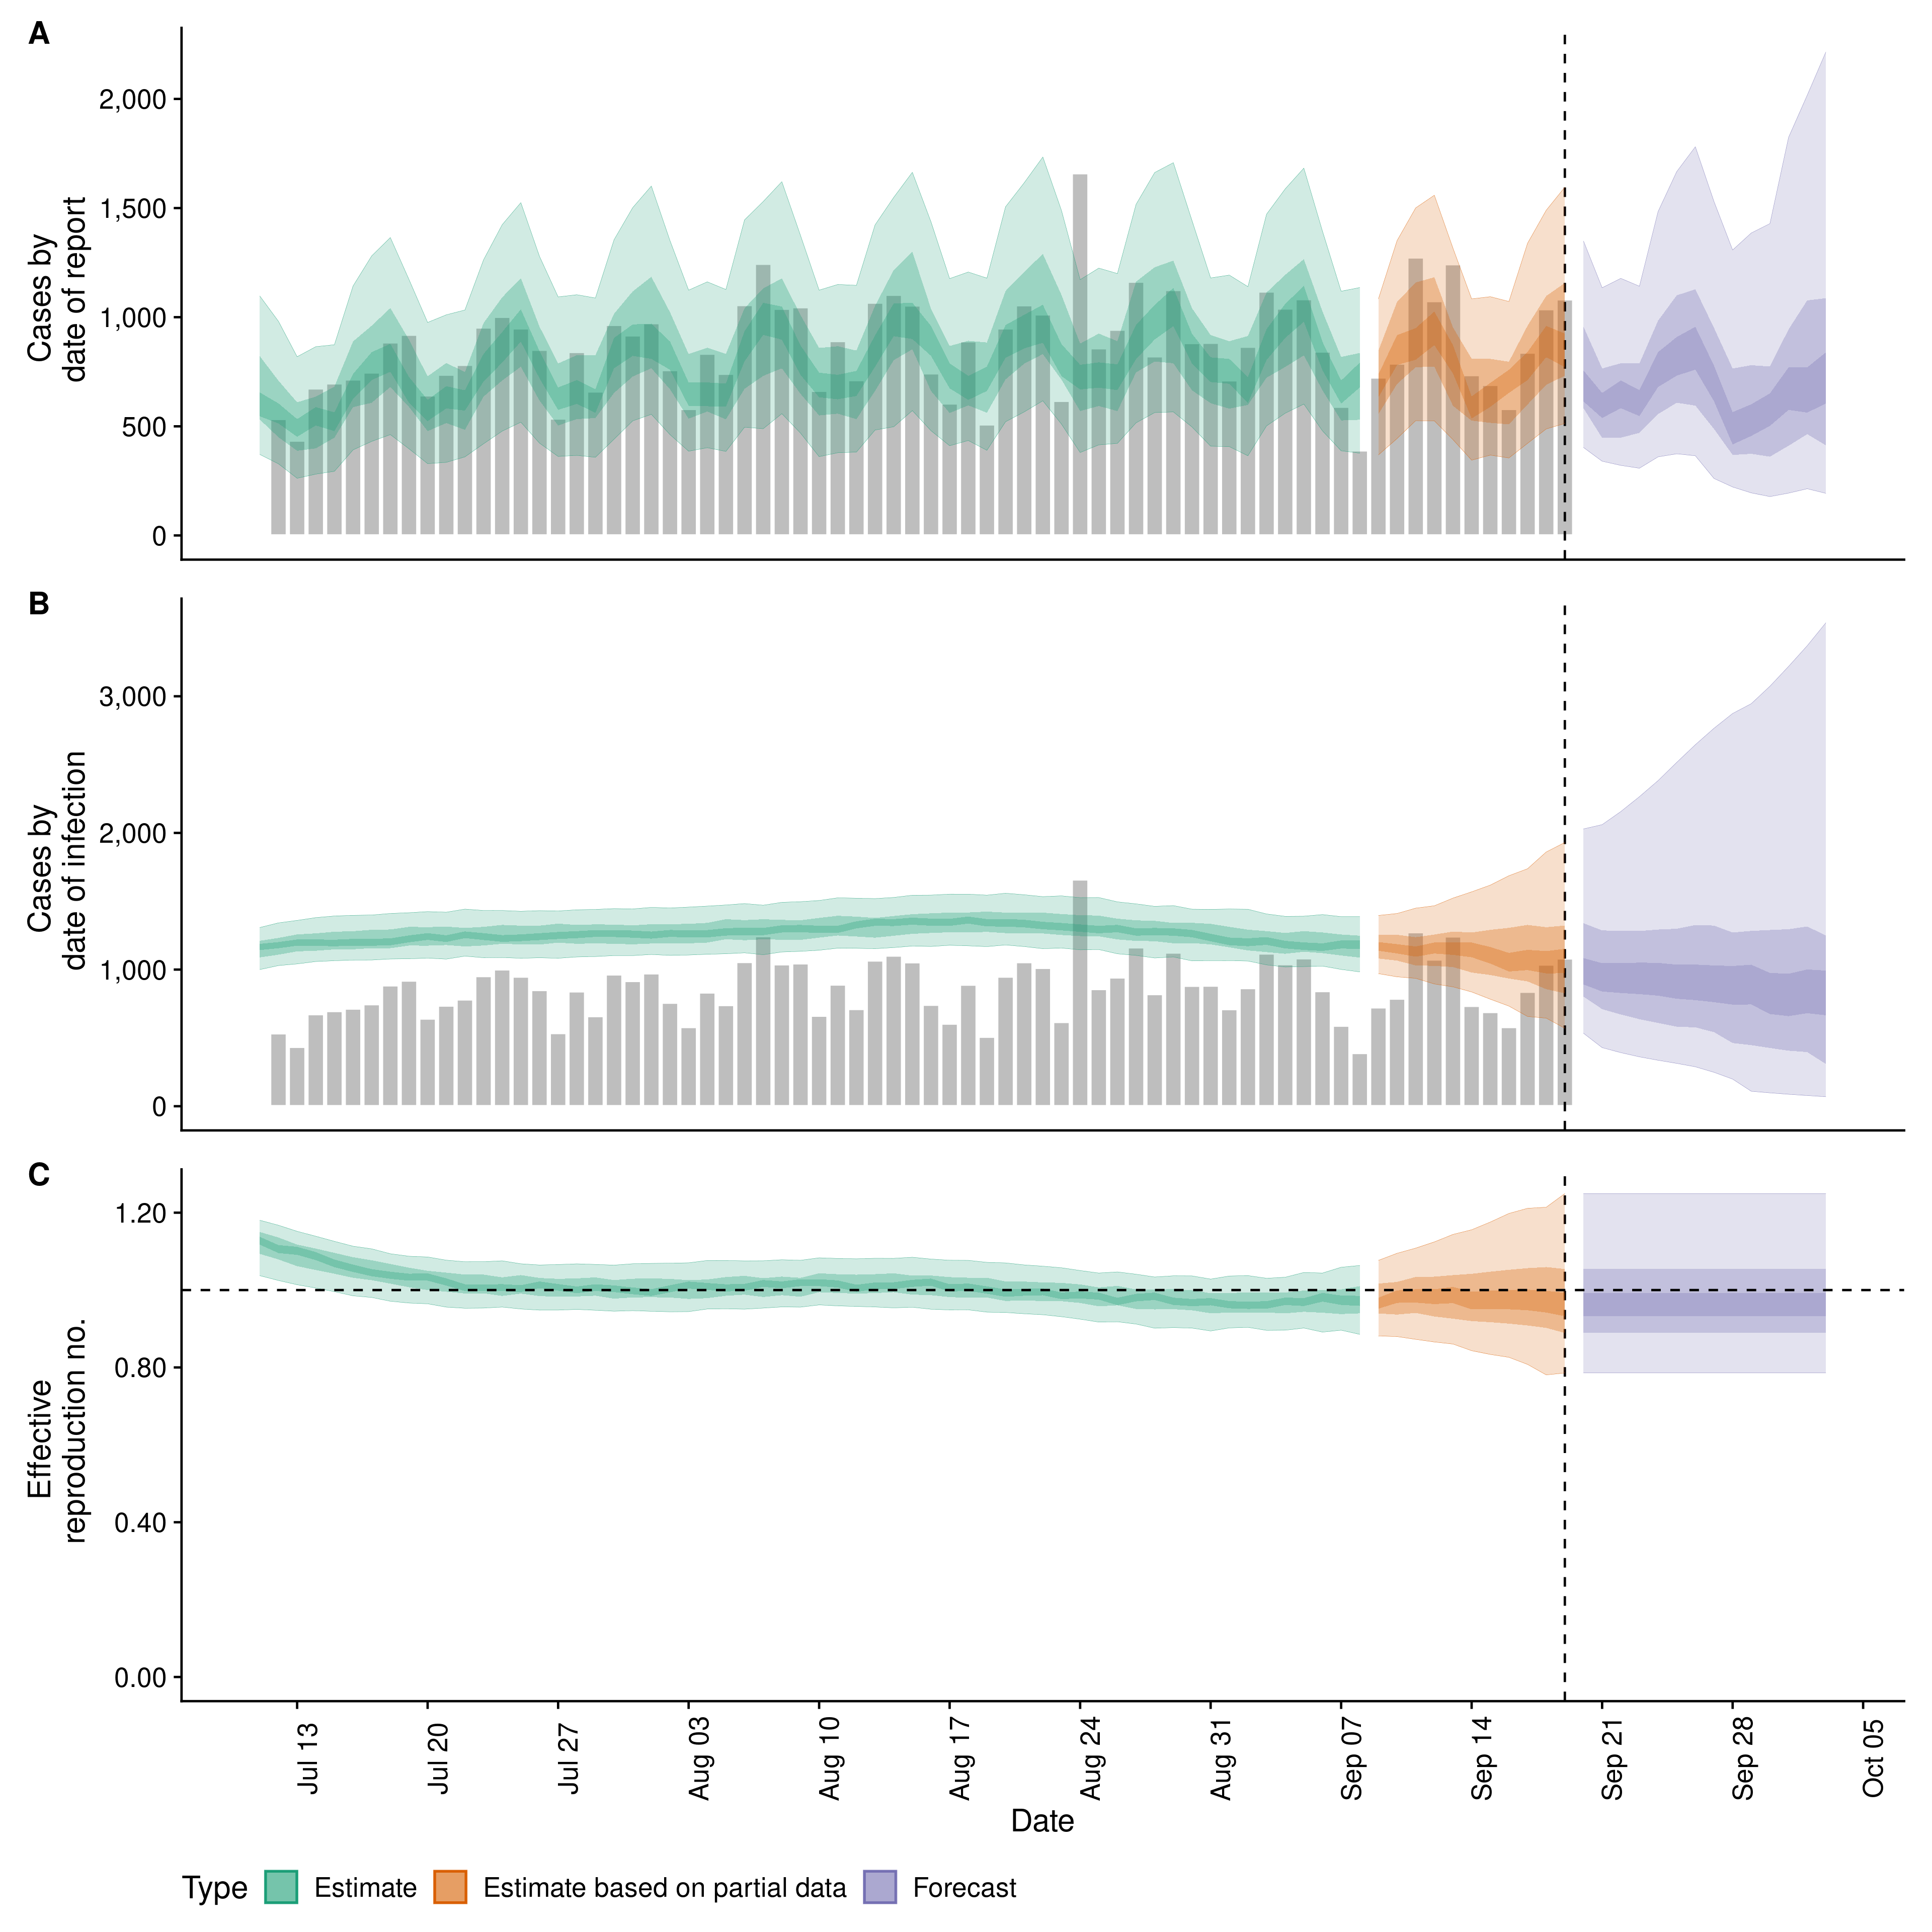 A
Cases by
date of report
2,000
1,500
1,000
500
0
B
Cases by
date of infection
3,000
2,000
1,000
0
C
Effective
reproduction no.
1.20
0.80
0.40
0.00
Jul 13
Jul 20
Jul 27
Aug 03
Aug 10
Aug 17
Aug 24
Aug 31
Sep 07
Sep 14
Sep 21
Sep 28
Oct 05
Date
Type Estimate Estimate based on partial data Forecast